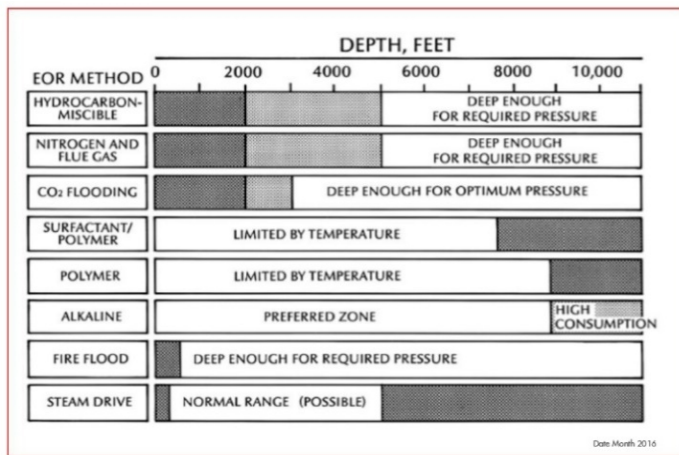 DEPTH, FEET
EOR METHOD 0 2000 4000 6000 8000 10,000
HYDROCARBON-
MISCIBLE
DEEP ENOUGH
FOR REQUIRED PRESSURE
NITROGEN AND
FLUE GAS
DEEP ENOUGH
FOR REQUIRED PRESSURE
CO₂ FLOODING DEEP ENOUGH FOR OPTIMUM PRESSURE
SURFACTANT/
POLYMER
LIMITED BY TEMPERATURE
POLYMER LIMITED BY TEMPERATURE
ALKALINE PREFERRED ZONE
HIGH
CONSUMPTION
FIRE FLOOD DEEP ENOUGH FOR REQUIRED PRESSURE
STEAM DRIVE NORMAL RANGE (POSSIBLE)
Date Month 2016